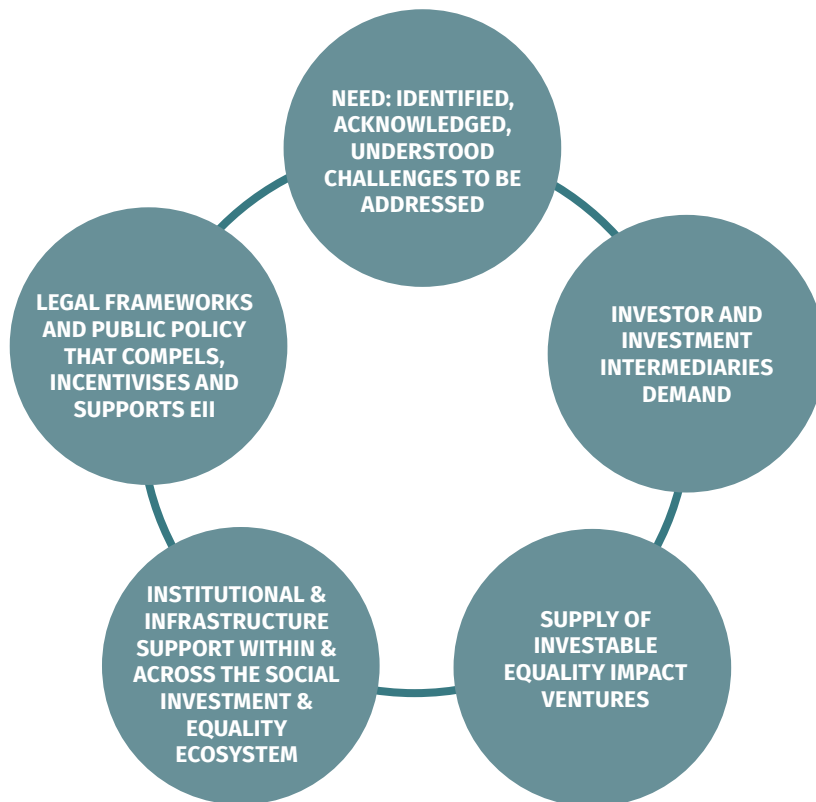 NEED: IDENTIFIED,
ACKNOWLEDGED,
UNDERSTOOD
CHALLENGES TO BE
ADDRESSED
INVESTOR AND
INVESTMENT
INTERMEDIARIES
DEMAND
SUPPLY OF
INVESTABLE
EQUALITY IMPACT
VENTURES
INSTITUTIONAL &
INFRASTRUCTURE
SUPPORT WITHIN &
ACROSS THE SOCIAL
INVESTMENT &
EQUALITY
ECOSYSTEM
LEGAL FRAMEWORKS
AND PUBLIC POLICY
THAT COMPELS,
INCENTIVISES AND
SUPPORTS EII